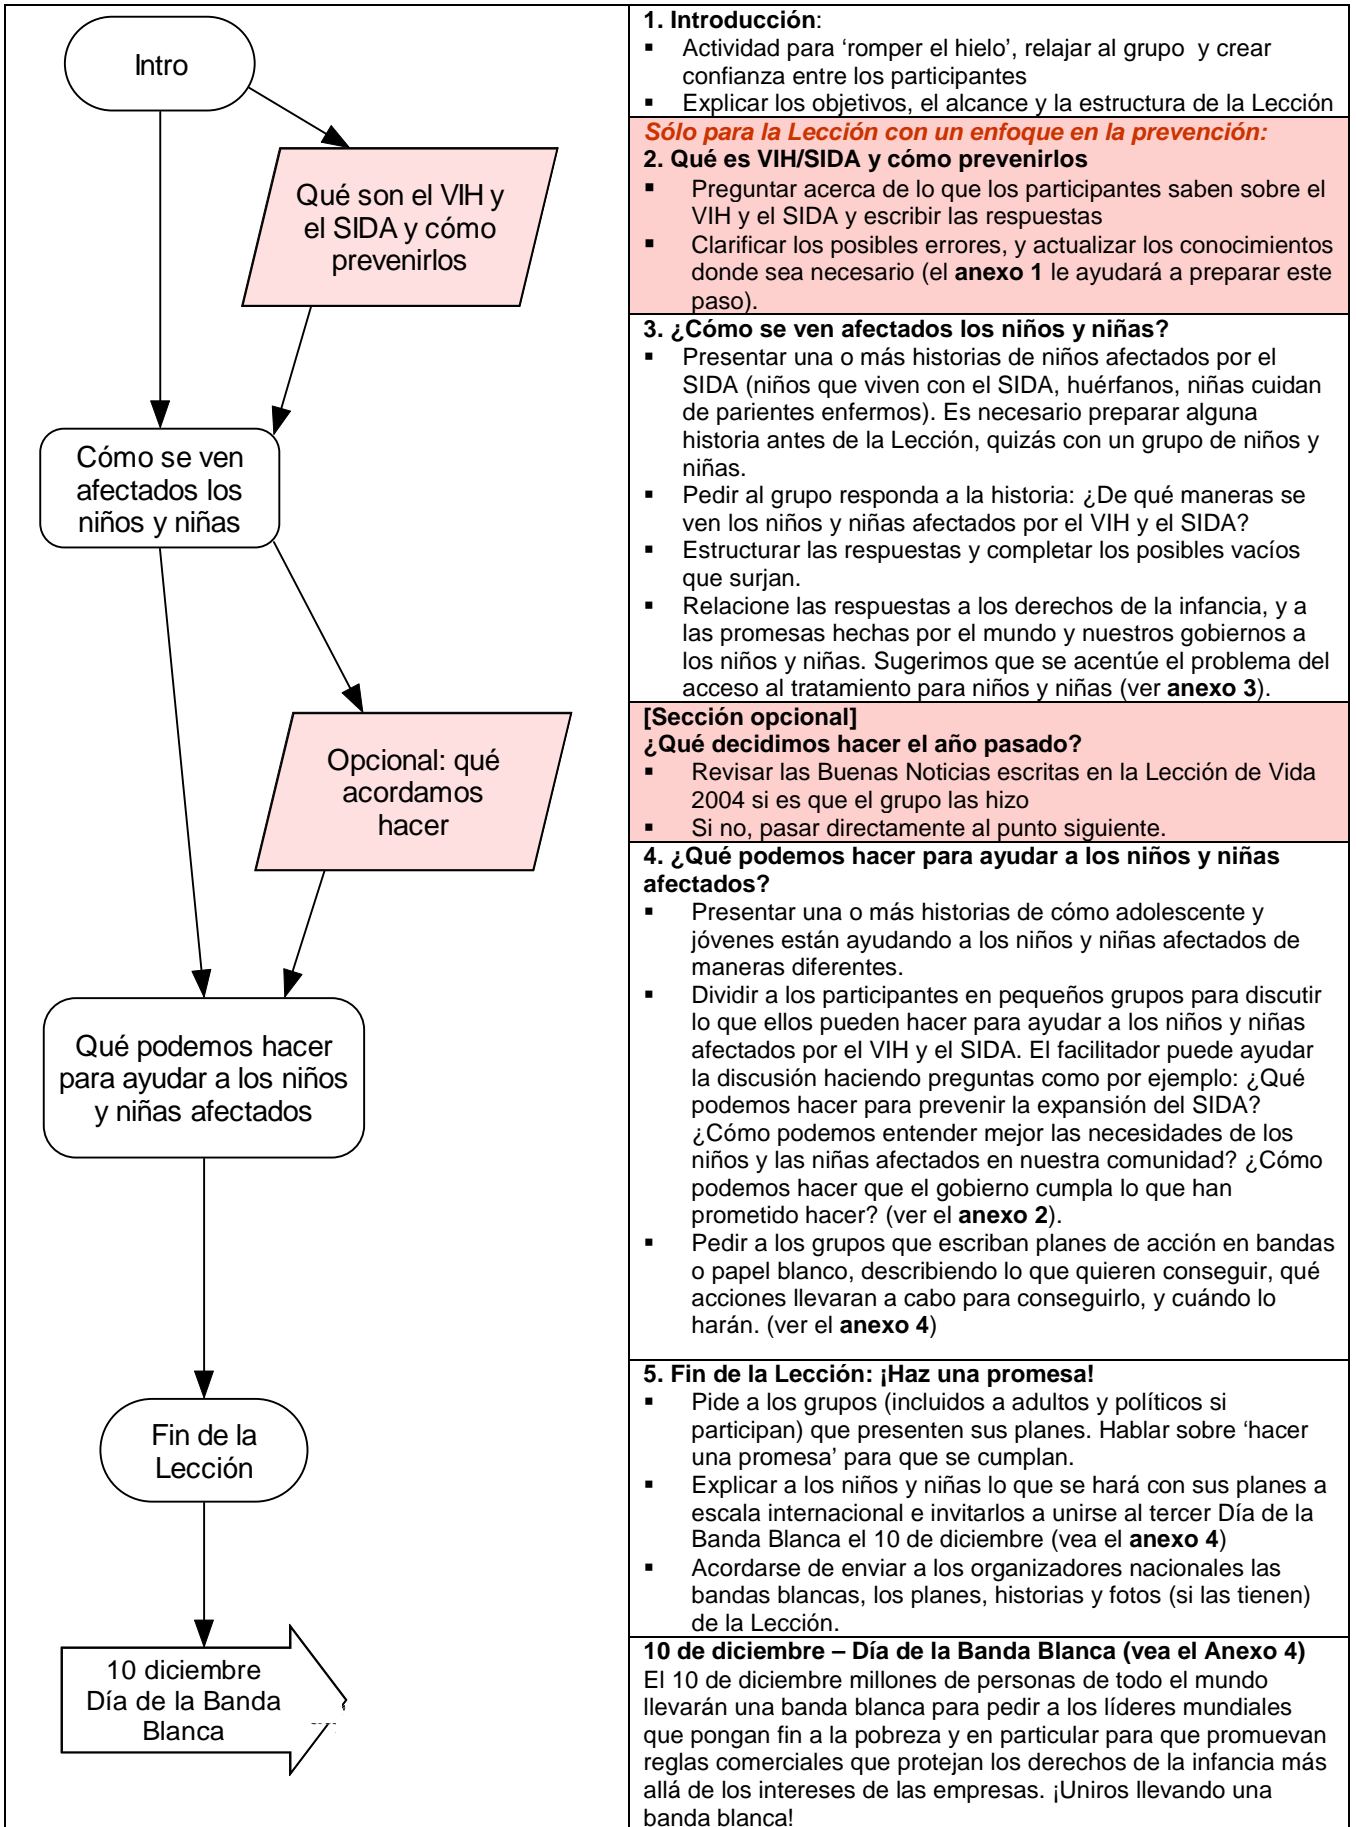 Intro
Qué son el VIH y
el SIDA y cómo
prevenirlos
Cómo se ven
afectados los
niños y niñas
Opcional: qué
acordamos
hacer
Qué podemos hacer
para ayudar a los niños
y niñas afectados
Fin de la
Lección
10 diciembre
Día de la Banda
Blanca
1. Introducción:
▪ Actividad para ‘romper el hielo’, relajar al grupo y crear
confianza entre los participantes
▪ Explicar los objetivos, el alcance y la estructura de la Lección
Sólo para la Lección con un enfoque en la prevención:
2. Qué es VIH/SIDA y cómo prevenirlos
▪ Preguntar acerca de lo que los participantes saben sobre el
VIH y el SIDA y escribir las respuestas
▪ Clarificar los posibles errores, y actualizar los conocimientos
donde sea necesario (el anexo 1 le ayudará a preparar este
paso).
3. ¿Cómo se ven afectados los niños y niñas?
▪ Presentar una o más historias de niños afectados por el
SIDA (niños que viven con el SIDA, huérfanos, niñas cuidan
de parientes enfermos). Es necesario preparar alguna
historia antes de la Lección, quizás con un grupo de niños y
niñas.
▪ Pedir al grupo responda a la historia: ¿De qué maneras se
ven los niños y niñas afectados por el VIH y el SIDA?
▪ Estructurar las respuestas y completar los posibles vacíos
que surjan.
▪ Relacione las respuestas a los derechos de la infancia, y a
las promesas hechas por el mundo y nuestros gobiernos a
los niños y niñas. Sugerimos que se acentúe el problema del
acceso al tratamiento para niños y niñas (ver anexo 3).
[Sección opcional]
¿Qué decidimos hacer el año pasado?
▪ Revisar las Buenas Noticias escritas en la Lección de Vida
2004 si es que el grupo las hizo
▪ Si no, pasar directamente al punto siguiente.
4. ¿Qué podemos hacer para ayudar a los niños y niñas
afectados?
▪ Presentar una o más historias de cómo adolescente y
jóvenes están ayudando a los niños y niñas afectados de
maneras diferentes.
▪ Dividir a los participantes en pequeños grupos para discutir
lo que ellos pueden hacer para ayudar a los niños y niñas
afectados por el VIH y el SIDA. El facilitador puede ayudar
la discusión haciendo preguntas como por ejemplo: ¿Qué
podemos hacer para prevenir la expansión del SIDA?
¿Cómo podemos entender mejor las necesidades de los
niños y las niñas afectados en nuestra comunidad? ¿Cómo
podemos hacer que el gobierno cumpla lo que han
prometido hacer? (ver el anexo 2).
▪ Pedir a los grupos que escriban planes de acción en bandas
o papel blanco, describiendo lo que quieren conseguir, qué
acciones llevaran a cabo para conseguirlo, y cuándo lo
harán. (ver el anexo 4)
5. Fin de la Lección: ¡Haz una promesa!
▪ Pide a los grupos (incluidos a adultos y políticos si
participan) que presenten sus planes. Hablar sobre ‘hacer
una promesa’ para que se cumplan.
▪ Explicar a los niños y niñas lo que se hará con sus planes a
escala internacional e invitarlos a unirse al tercer Día de la
Banda Blanca el 10 de diciembre (vea el anexo 4)
▪ Acordarse de enviar a los organizadores nacionales las
bandas blancas, los planes, historias y fotos (si las tienen)
de la Lección.
10 de diciembre – Día de la Banda Blanca (vea el Anexo 4)
El 10 de diciembre millones de personas de todo el mundo
llevarán una banda blanca para pedir a los líderes mundiales
que pongan fin a la pobreza y en particular para que promuevan
reglas comerciales que protejan los derechos de la infancia más
allá de los intereses de las empresas. ¡Uniros llevando una
banda blanca!